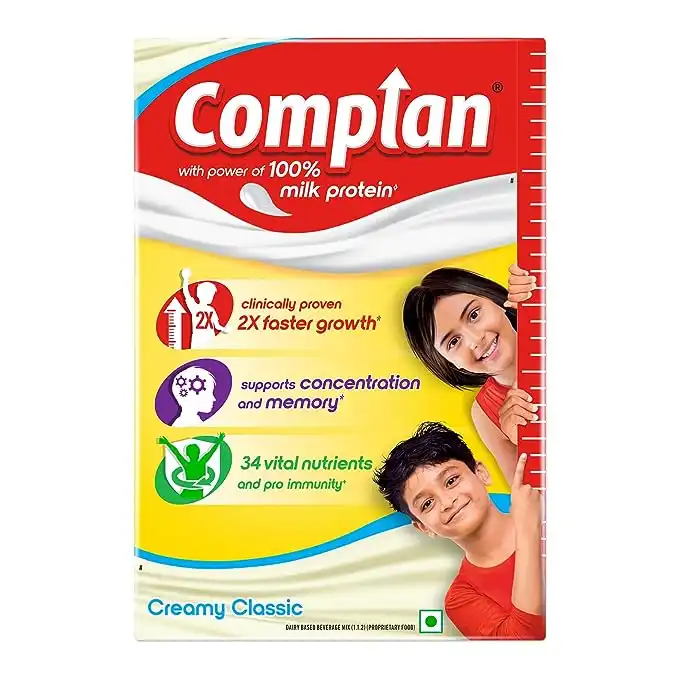 Complan®
with power of 100%
milk protein◊
2X
clinically proven
2X faster growth*
supports concentration
and memory*
34 vital nutrients
and pro immunity+
#
#
Creamy Classic
DAIRY BASED BEVERAGE MIX (1.1.2) (PROPRIETARY FOOD)